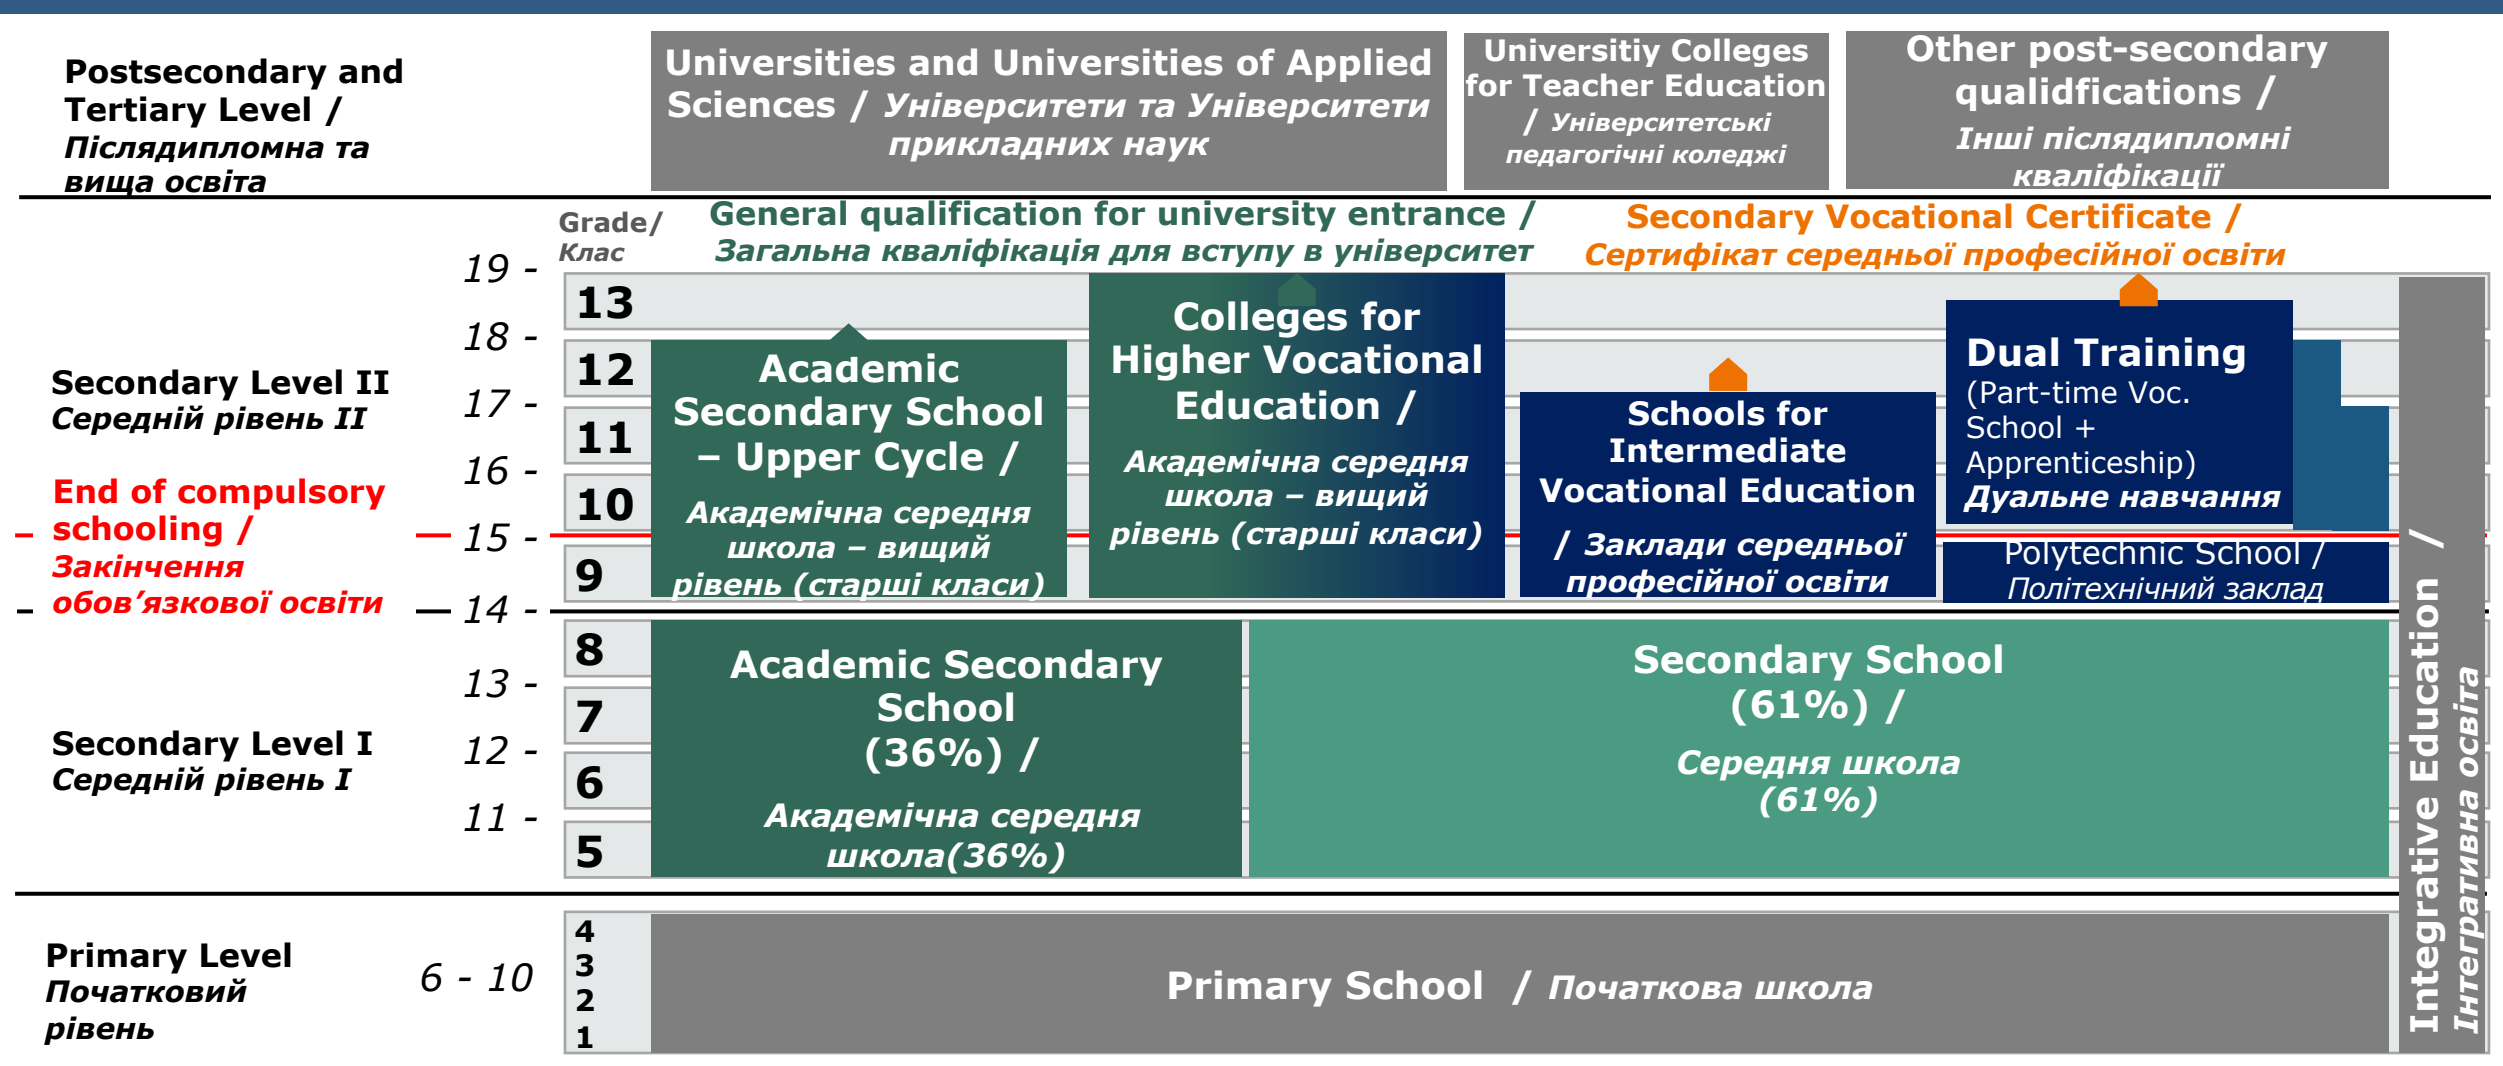 Postsecondary and
Tertiary Level /
Післядипломна та
вища освіта
Universities and Universities of Applied
Sciences / Університети та Університети
прикладних наук
Universitiy Colleges
for Teacher Education
/ Університетські
педагогічні коледжі
Other post-secondary
qualidfications /
Інші післядипломні
кваліфікації
Grade/
Клас
General qualification for university entrance /
Загальна кваліфікація для вступу в університет
Secondary Vocational Certificate /
Сертифікат середньої професійної освіти
19 -
18 -
17 -
16 -
15 -
14 -
13 -
12 -
11 -
6 - 10
Secondary Level II
Середній рівень II
End of compulsory
schooling /
Закінчення
обов’язкової освіти
Secondary Level I
Середній рівень I
Primary Level
Початковий
рівень
13
12
11
10
9
8
7
6
5
4
3
2
1
Academic
Secondary School
– Upper Cycle /
Академічна середня
школа – вищий
рівень (старші класи)
Colleges for
Higher Vocational
Education /
Академічна середня
школа – вищий
рівень (старші класи)
Schools for
Intermediate
Vocational Education
/ Заклади середньої
професійної освіти
Dual Training
(Part-time Voc.
School +
Apprenticeship)
Дуальне навчання
Polytechnic School /
Політехнічний заклад
Academic Secondary
School
(36%) /
Академічна середня
школа(36%)
Secondary School
(61%) /
Середня школа
(61%)
Primary School / Початкова школа
Integrative Education /
Інтегративна освіта